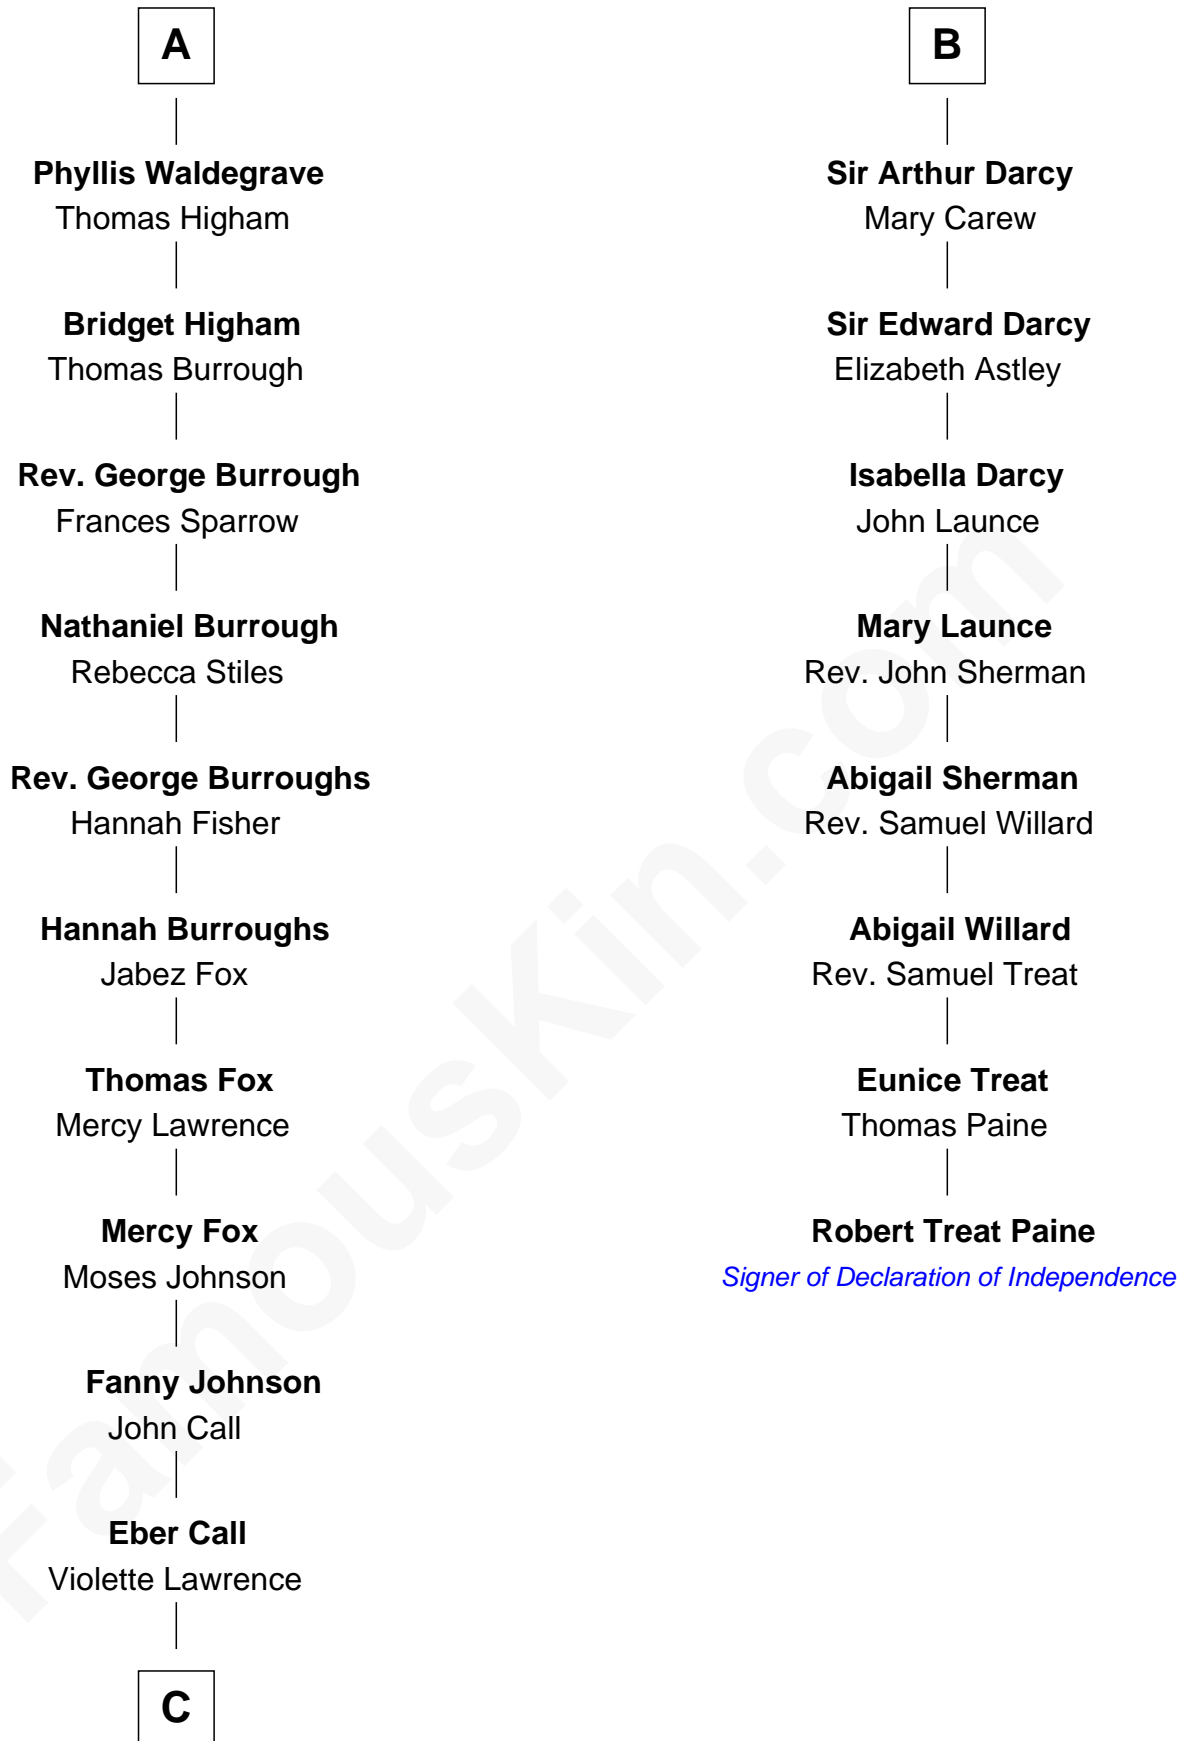 A
Phyllis Waldegrave
Thomas Higham
Bridget Higham
Thomas Burrough
Rev. George Burrough
Frances Sparrow
Nathaniel Burrough
Rebecca Stiles
Rev. George Burroughs
Hannah Fisher
Hannah Burroughs
Jabez Fox
Thomas Fox
Mercy Lawrence
Mercy Fox
Moses Johnson
Fanny Johnson
John Call
Eber Call
Violette Lawrence
C
B
Sir Arthur Darcy
Mary Carew
Sir Edward Darcy
Elizabeth Astley
Isabella Darcy
John Launce
Mary Launce
Rev. John Sherman
Abigail Sherman
Rev. Samuel Willard
Abigail Willard
Rev. Samuel Treat
Eunice Treat
Thomas Paine
Robert Treat Paine
Signer of Declaration of Independence
FamousKin.com